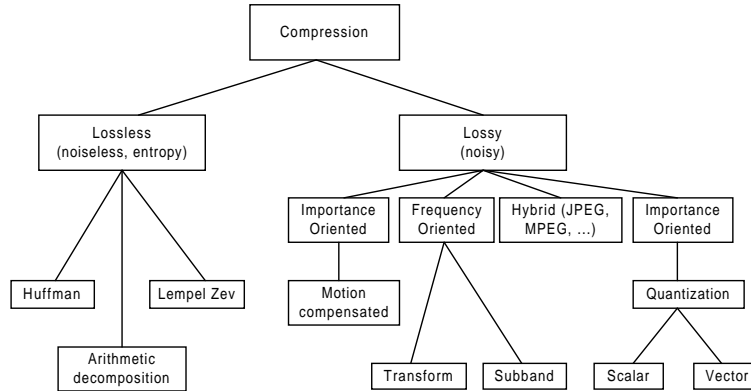 Compression
Lossless
(noiseless, entropy)
Lossy
(noisy)
Importance
Oriented
Frequency
Oriented
Hybrid (JPEG,
MPEG, ...)
Importance
Oriented
Huffman
Lempel Zev
Motion
compensated
Quantization
Arithmetic
decomposition
Transform
Subband
Scalar
Vector